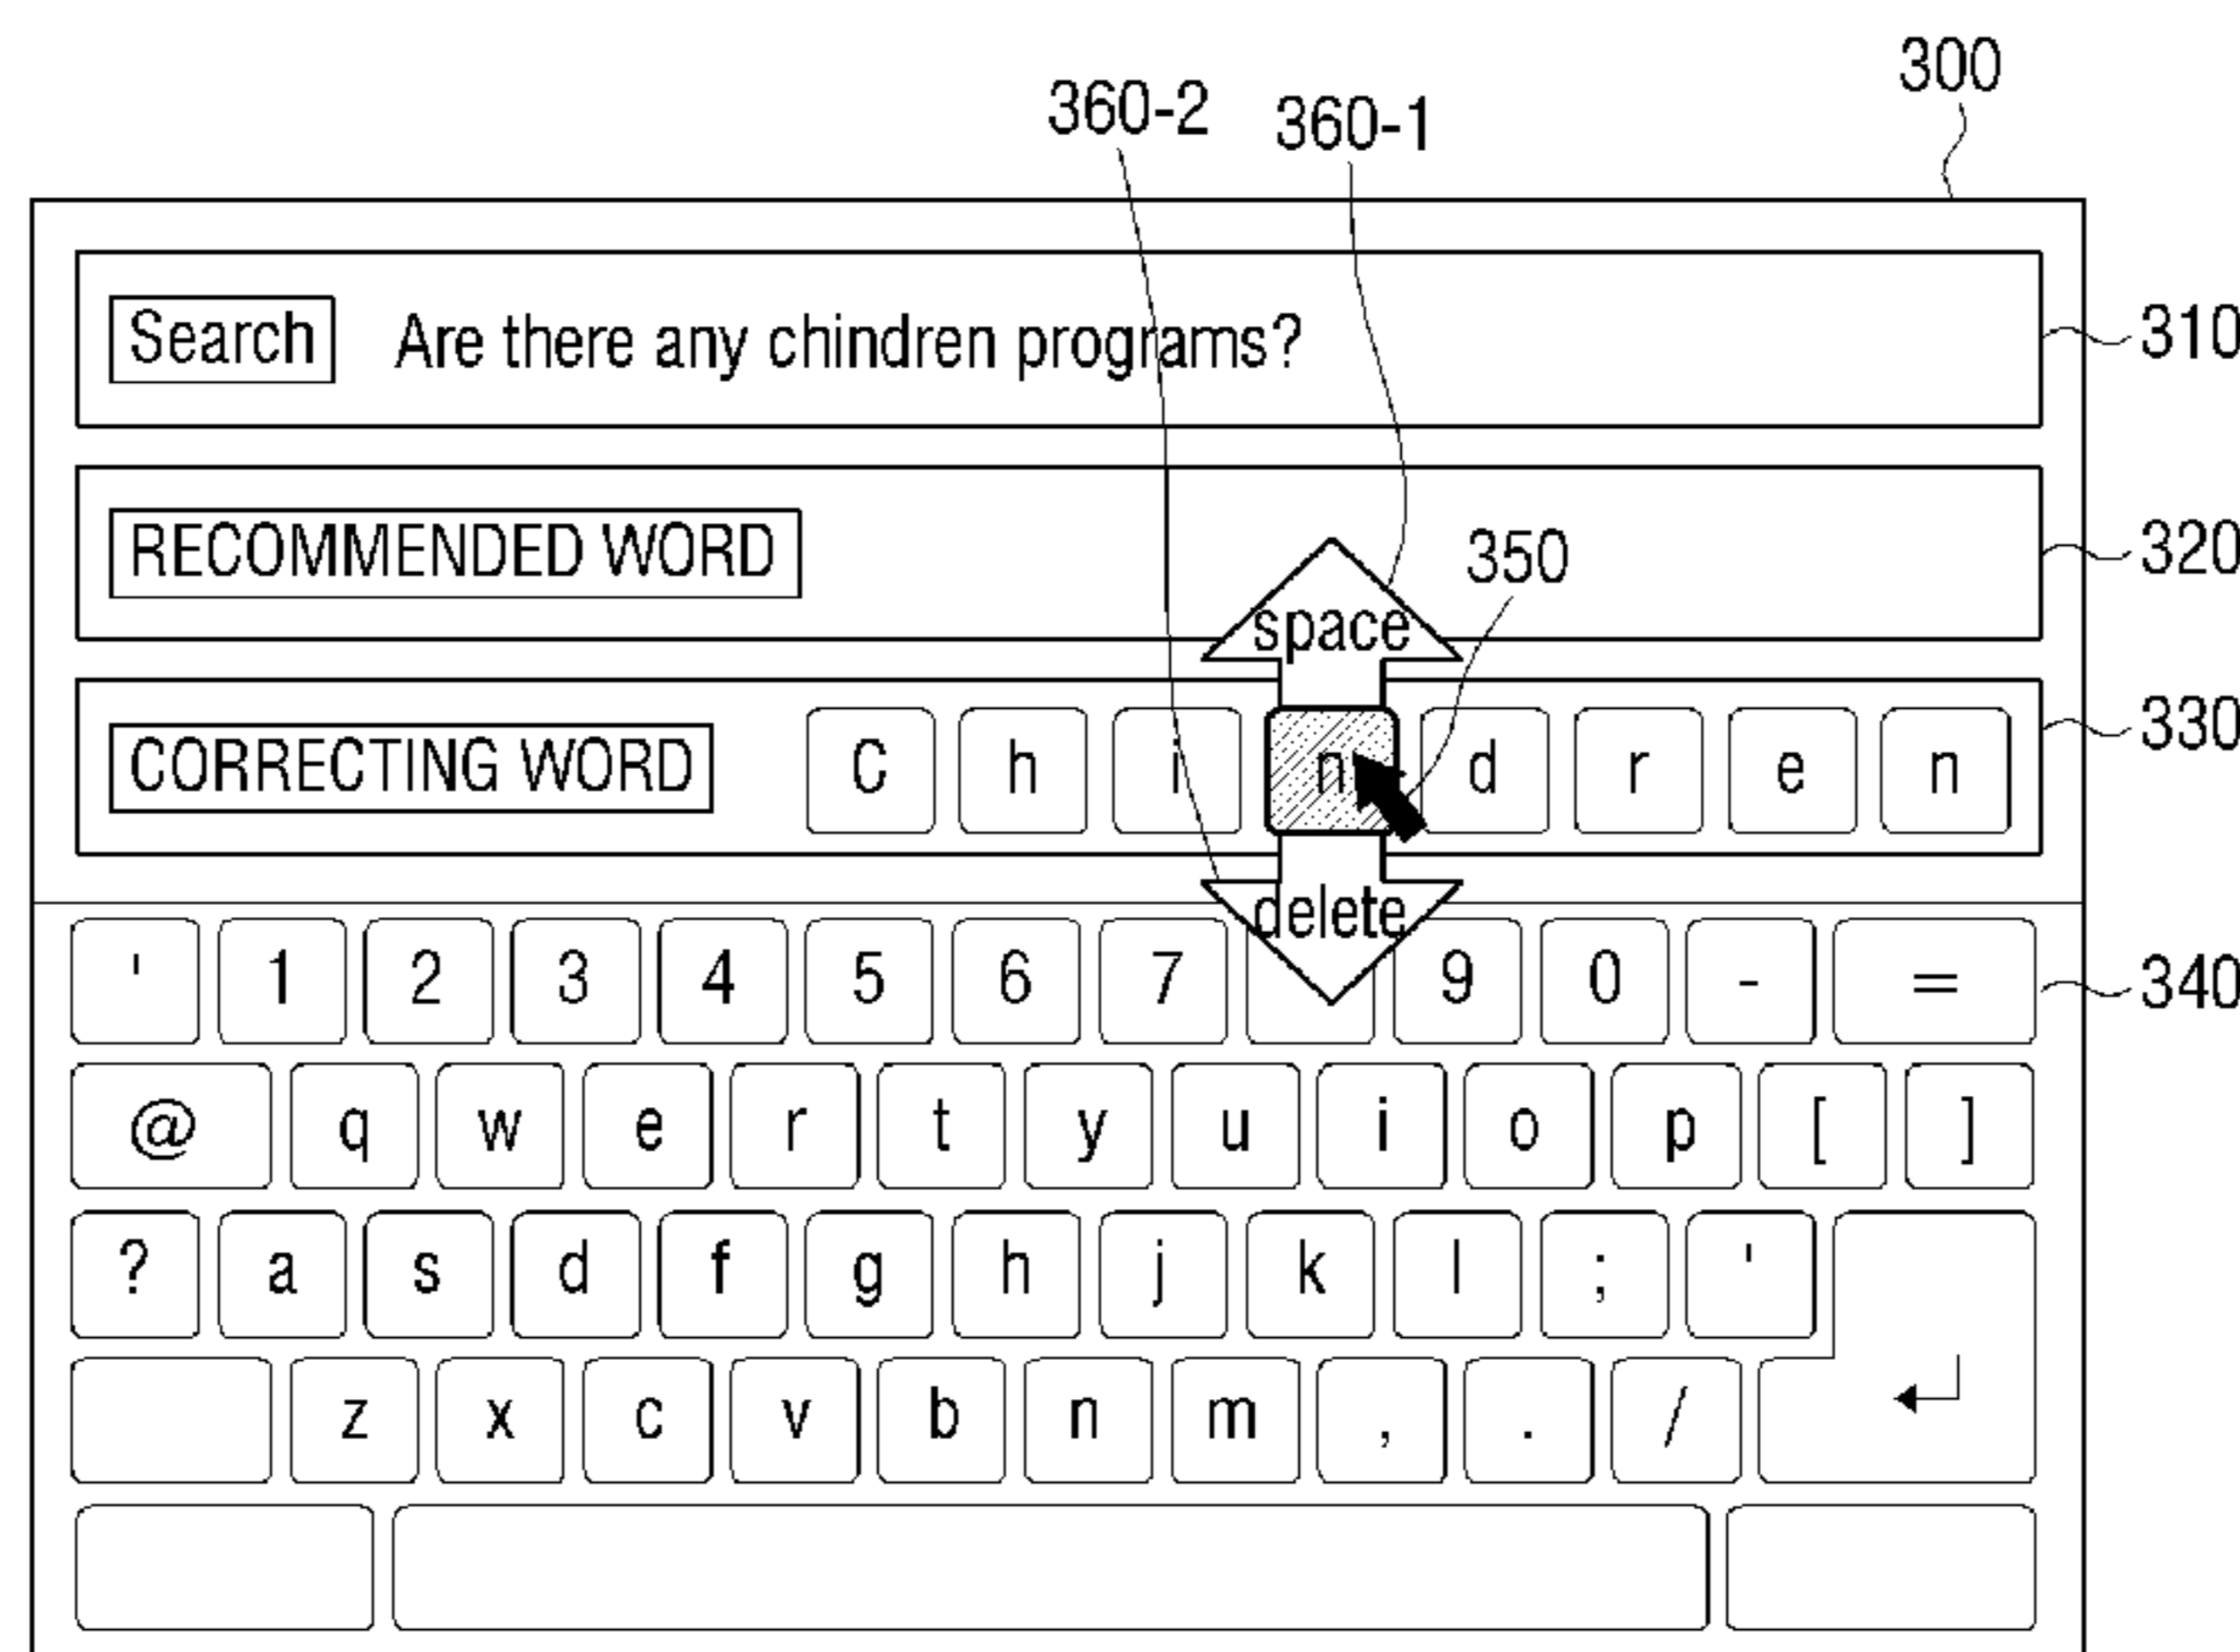 300
360-2 360-1
Search Are there any chindren programs? 310
RECOMMENDED WORD 320
space 350
CORRECTING WORD C h i n d r e n 330
delete
' 1 2 3 4 5 6 7 9 0 - = 340
@ q w e r t y u i o p [ ]
? a s d f g h j k l ; '
z x c v b n m , . /